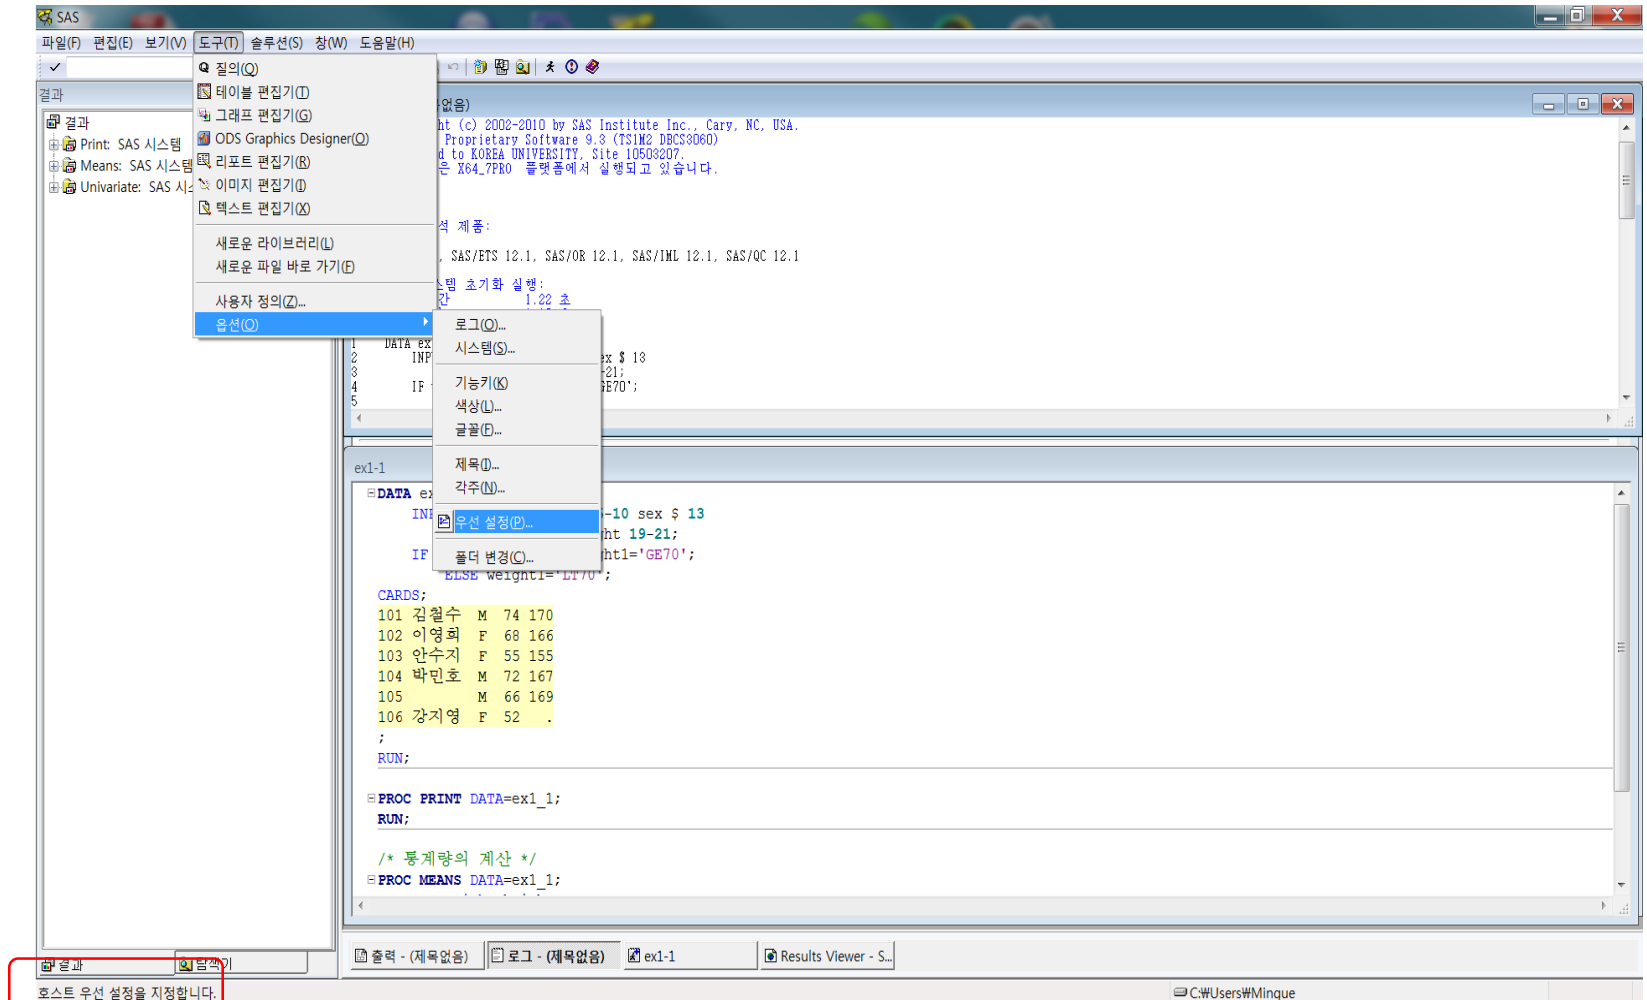 SAS
파일(F) 편집(E) 보기(V) 도구(T) 솔루션(S) 창(W) 도움말(H)
질의(Q)
테이블 편집기(T)
그래프 편집기(G)
ODS Graphics Designer(O)
리포트 편집기(R)
이미지 편집기(I)
텍스트 편집기(X)
새로운 라이브러리(L)
새로운 파일 바로 가기(F)
사용자 정의(Z)...
옵션(O)
로그(O)...
시스템(S)...
기능키(K)
색상(L)...
글꼴(F)...
제목(T)...
각주(N)...
우선 설정(P)...
폴더 변경(C)...
결과
결과
Print: SAS 시스템
Means: SAS 시스템
Univariate: SAS 시
없음)
ht (c) 2002-2010 by SAS Institute Inc., Cary, NC, USA.
Proprietary Software 9.3 (TS1M2 DBCS3060)
d to KOREA UNIVERSITY, Site 10503207.
은 X64_7PRO 플랫폼에서 실행되고 있습니다.
석 제품:
, SAS/ETS 12.1, SAS/OR 12.1, SAS/IML 12.1, SAS/QC 12.1
스템 초기화 실행:
간 1.22 초
1 DATA ex
2 INP ex $ 13
3 -21;
4 IF GE70';
5
ex1-1
DATA ex
INP -10 sex $ 13
ht 19-21;
IF ht1='GE70';
ELSE weight1='LT70';
CARDS;
101 김철수 M 74 170
102 이영희 F 68 166
103 안수지 F 55 155
104 박민호 M 72 167
105 M 66 169
106 강지영 F 52 .
;
RUN;
PROC PRINT DATA=ex1_1;
RUN;
/* 통계량의 계산 */
PROC MEANS DATA=ex1_1;
결과 탐색기
출력 - (제목없음) 로그 - (제목없음) ex1-1 Results Viewer - S...
호스트 우선 설정을 지정합니다.
C:₩Users₩Minque